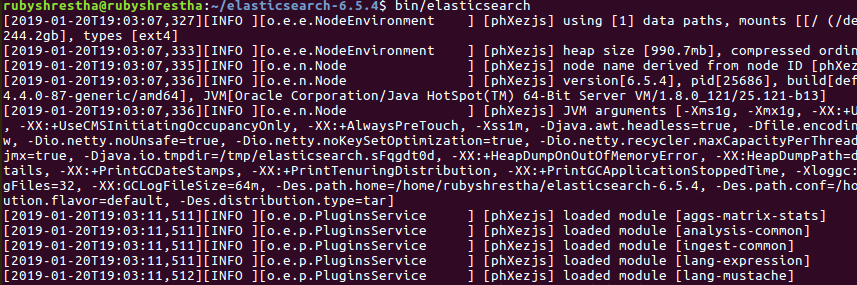 rubyshrestha@rubyshrestha:~/elasticsearch-6.5.4$ bin/elasticsearch
[2019-01-20T19:03:07,327][INFO ][o.e.e.NodeEnvironment    ] [phXezjs] using [1] data paths, mounts [[/ (/de
244.2gb], types [ext4]
[2019-01-20T19:03:07,333][INFO ][o.e.e.NodeEnvironment    ] [phXezjs] heap size [990.7mb], compressed ordin
[2019-01-20T19:03:07,335][INFO ][o.e.n.Node               ] [phXezjs] node name derived from node ID [phXez
[2019-01-20T19:03:07,336][INFO ][o.e.n.Node               ] [phXezjs] version[6.5.4], pid[25686], build[def
4.4.0-87-generic/amd64], JVM[Oracle Corporation/Java HotSpot(TM) 64-Bit Server VM/1.8.0_121/25.121-b13]
[2019-01-20T19:03:07,336][INFO ][o.e.n.Node               ] [phXezjs] JVM arguments [-Xms1g, -Xmx1g, -XX:+U
, -XX:+UseCMSInitiatingOccupancyOnly, -XX:+AlwaysPreTouch, -Xss1m, -Djava.awt.headless=true, -Dfile.encodin
w, -Dio.netty.noUnsafe=true, -Dio.netty.noKeySetOptimization=true, -Dio.netty.recycler.maxCapacityPerThread
jmx=true, -Djava.io.tmpdir=/tmp/elasticsearch.sFqgdt0d, -XX:+HeapDumpOnOutOfMemoryError, -XX:HeapDumpPath=d
tails, -XX:+PrintGCDateStamps, -XX:+PrintTenuringDistribution, -XX:+PrintGCApplicationStoppedTime, -Xloggc:
gFiles=32, -XX:GCLogFileSize=64m, -Des.path.home=/home/rubyshrestha/elasticsearch-6.5.4, -Des.path.conf=/ho
ution.flavor=default, -Des.distribution.type=tar]
[2019-01-20T19:03:11,511][INFO ][o.e.p.PluginsService     ] [phXezjs] loaded module [aggs-matrix-stats]
[2019-01-20T19:03:11,511][INFO ][o.e.p.PluginsService     ] [phXezjs] loaded module [analysis-common]
[2019-01-20T19:03:11,511][INFO ][o.e.p.PluginsService     ] [phXezjs] loaded module [ingest-common]
[2019-01-20T19:03:11,511][INFO ][o.e.p.PluginsService     ] [phXezjs] loaded module [lang-expression]
[2019-01-20T19:03:11,512][INFO ][o.e.p.PluginsService     ] [phXezjs] loaded module [lang-mustache]